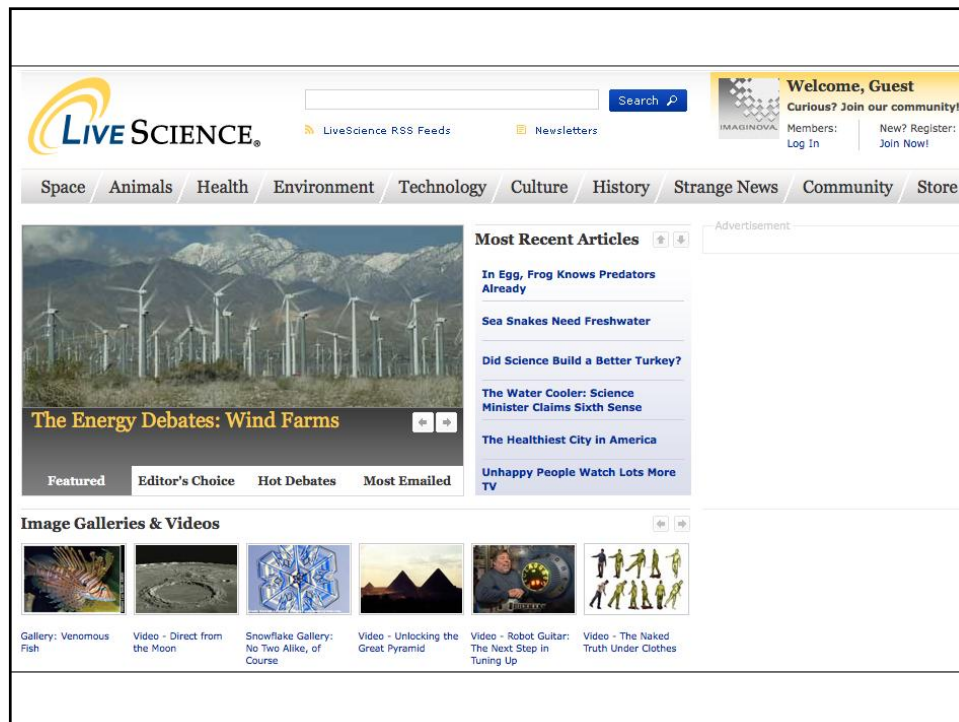 LIVESCIENCE®
Search
LiveScience RSS Feeds
Newsletters
IMAGINOVA
Welcome, Guest
Curious? Join our community!
Members:
Log In
New? Register:
Join Now!
Space
Animals
Health
Environment
Technology
Culture
History
Strange News
Community
Store
The Energy Debates: Wind Farms
Featured
Editor's Choice
Hot Debates
Most Emailed
Most Recent Articles
In Egg, Frog Knows Predators
Already
Sea Snakes Need Freshwater
Did Science Build a Better Turkey?
The Water Cooler: Science
Minister Claims Sixth Sense
The Healthiest City in America
Unhappy People Watch Lots More
TV
Advertisement
Image Galleries & Videos
Gallery: Venomous
Fish
Video - Direct from
the Moon
Snowflake Gallery:
No Two Alike, of
Course
Video - Unlocking the
Great Pyramid
Video - Robot Guitar:
The Next Step in
Tuning Up
Video - The Naked
Truth Under Clothes